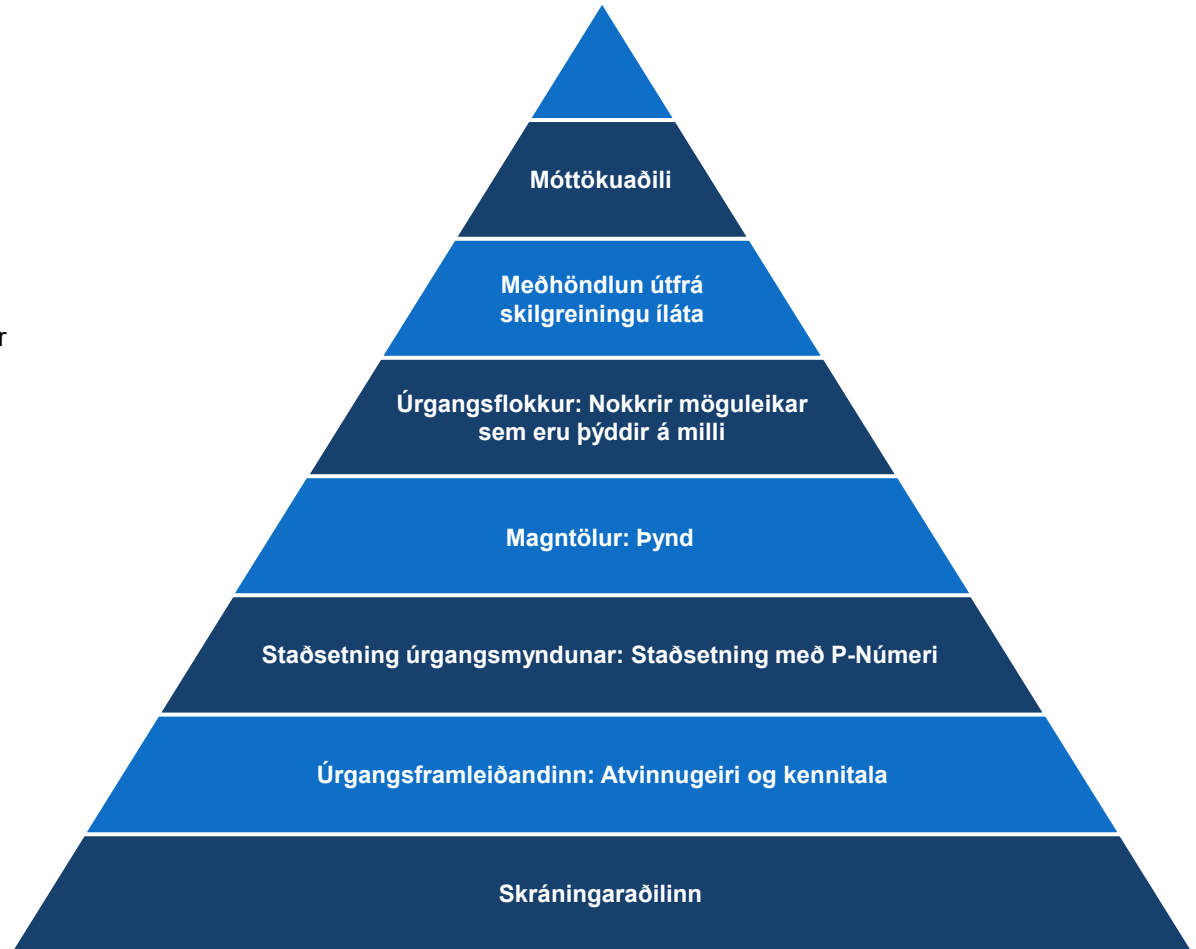 Móttökuaðili
Meðhöndlun útfrá
skilgreiningu íláta
r
Úrgangsflokkur: Nokkrir möguleikar
sem eru þýddir á milli
Magntölur: Þynd
Staðsetning úrgangsmyndunar: Staðsetning með P-Númeri
Úrgangsframleiðandinn: Atvinnugeiri og kennitala
Skráningaraðilinn